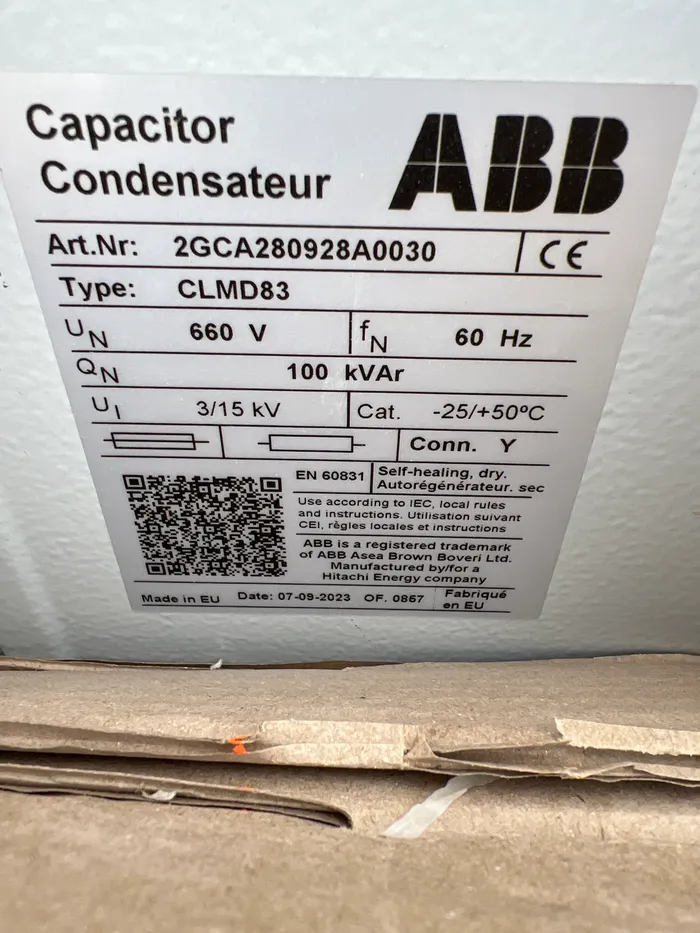 Capacitor
Condensateur
ABB
Art.Nr: 2GCA280928A0030 CE
Type: CLMD83
UN 660 V fN 60 Hz
QN 100 kVAr
UI 3/15 kV Cat. -25/+50ºC
Conn. Y
EN 60831 Self-healing, dry.
Autorégénérateur. sec
Use according to IEC, local rules
and instructions. Utilisation suivant
CEI, règles locales et instructions
ABB is a registered trademark
of ABB Asea Brown Boveri Ltd.
Manufactured by/for a
Hitachi Energy company
Made in EU Date: 07-09-2023 OF. 0857 Fabriqué
en EU